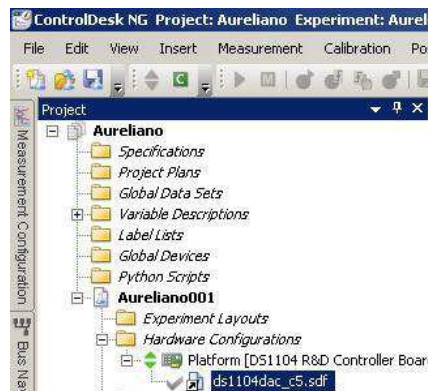 ControlDesk NG Project: Aureliano Experiment: Aurel
File Edit View Insert Measurement Calibration Po
Project
Aureliano
Specifications
Project Plans
Global Data Sets
Variable Descriptions
Label Lists
Global Devices
Python Scripts
Aureliano001
Experiment Layouts
Hardware Configurations
Platform [DS1104 R&D Controller Boar
ds1104dac_c5.sdf
Measurement Configuration
Bus Nav